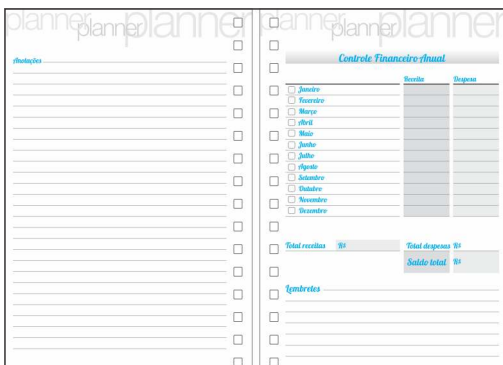 planner planner planner
Anotações
planner planner planner
Controle Financeiro Anual
Receita Despesa
Janeiro
Fevereiro
Março
Abril
Maio
Junho
Julho
Agosto
Setembro
Outubro
Novembro
Dezembro
Total receitas R$ Total despesas R$
Saldo total R$
Lembretes